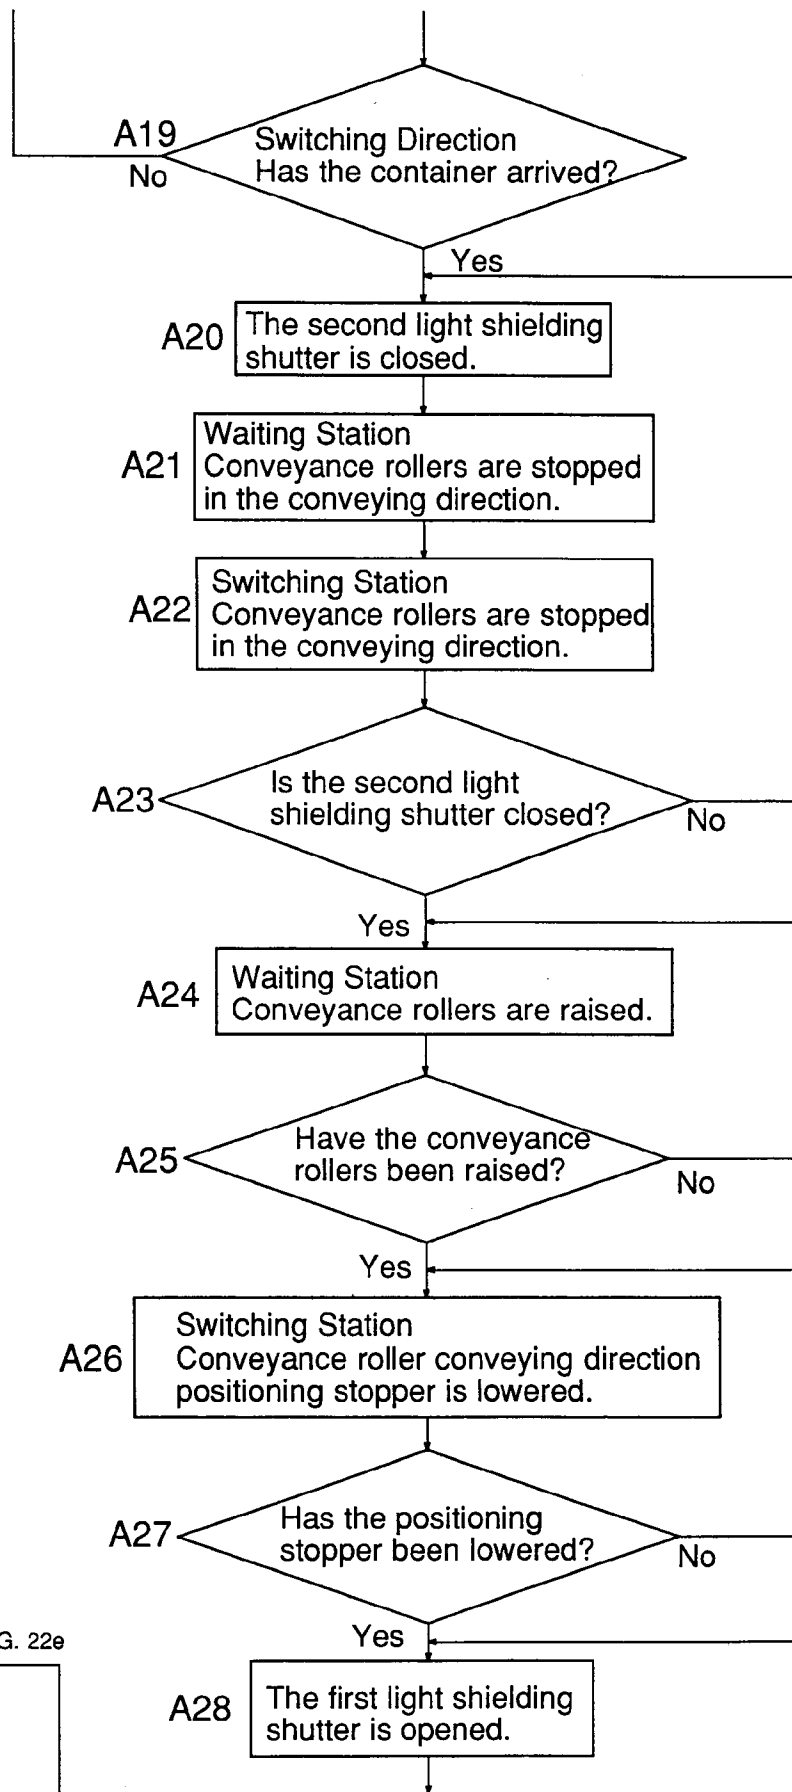 A19
Switching Direction
Has the container arrived?
No
Yes
A20
The second light shielding
shutter is closed.
A21
Waiting Station
Conveyance rollers are stopped
in the conveying direction.
A22
Switching Station
Conveyance rollers are stopped
in the conveying direction.
A23
Is the second light
shielding shutter closed?
No
Yes
A24
Waiting Station
Conveyance rollers are raised.
A25
Have the conveyance
rollers been raised?
No
Yes
A26
Switching Station
Conveyance roller conveying direction
positioning stopper is lowered.
A27
Has the positioning
stopper been lowered?
No
G. 22e
Yes
A28
The first light shielding
shutter is opened.